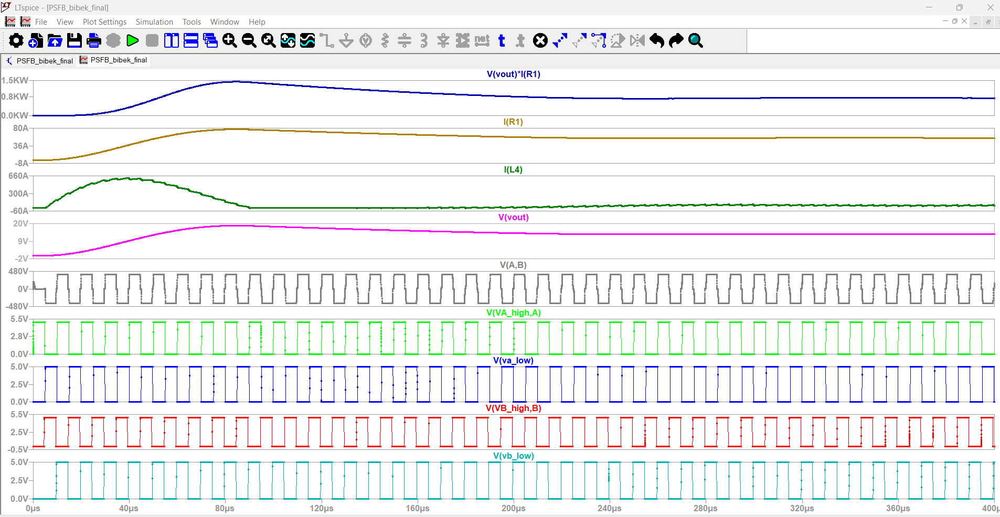 LTspice - [PSFB_bibek_final]
File View Plot Settings Simulation Tools Window Help
net t .t
PSFB_bibek_final PSFB_bibek_final
V(vout)*I(R1)
1.5KW
0.8KW
0.0KW
I(R1)
80A
36A
-8A
I(L4)
660A
300A
-60A
V(vout)
20V
9V
-2V
V(A,B)
480V
0V
-480V
V(VA_high,A)
5.5V
2.8V
0.0V
V(va_low)
5.0V
2.5V
0.0V
V(VB_high,B)
5.5V
2.5V
-0.5V
V(vb_low)
5.0V
2.5V
0.0V
0µs 40µs 80µs 120µs 160µs 200µs 240µs 280µs 320µs 360µs 400µ